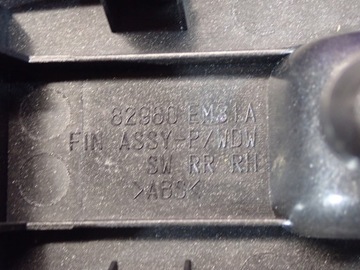 82960 EM31A
FIN ASSY-P/WDW
SW RR RH
>ABS<